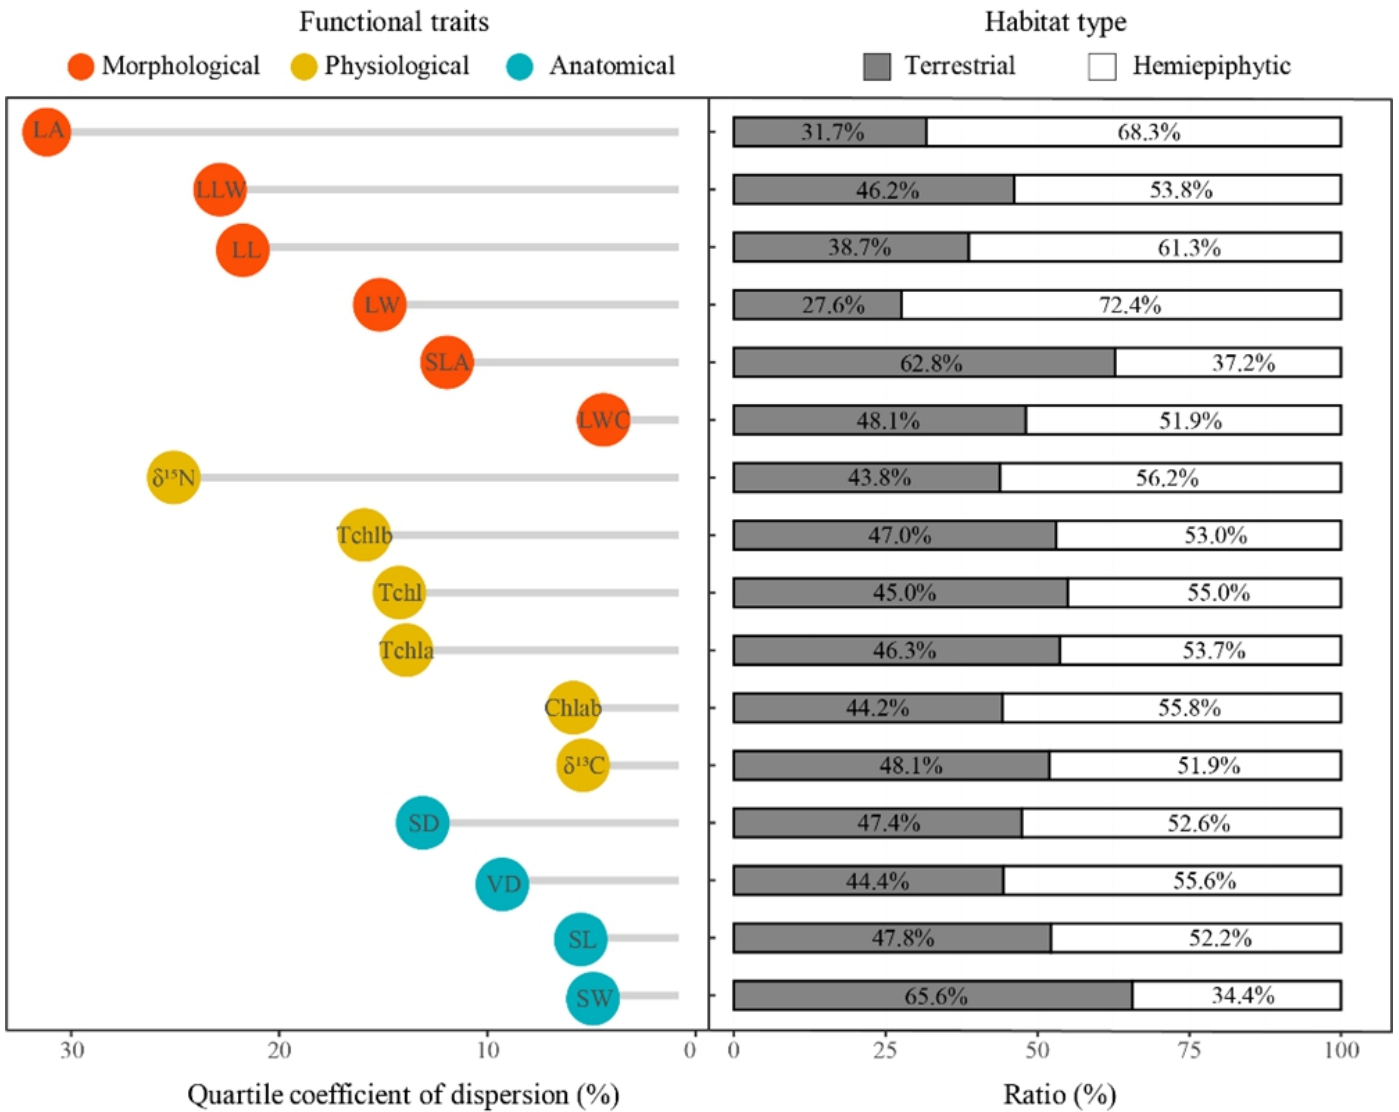 Functional traits
Habitat type
Morphological Physiological Anatomical
Terrestrial Hemiepiphytic
LA 31.7% 68.3%
LLW 46.2% 53.8%
LL 38.7% 61.3%
LW 27.6% 72.4%
SLA 62.8% 37.2%
LWC 48.1% 51.9%
δ¹⁵N 43.8% 56.2%
Tchlb 47.0% 53.0%
Tchl 45.0% 55.0%
Tchla 46.3% 53.7%
Chlab 44.2% 55.8%
δ¹³C 48.1% 51.9%
SD 47.4% 52.6%
VD 44.4% 55.6%
SL 47.8% 52.2%
SW 65.6% 34.4%
30 20 10 0
0 25 50 75 100
Quartile coefficient of dispersion (%)
Ratio (%)